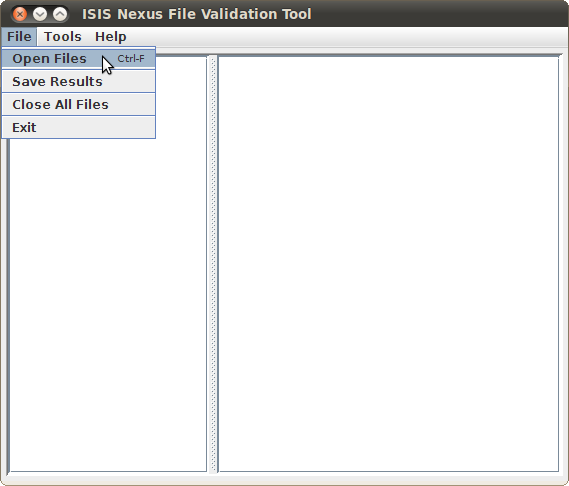 ISIS Nexus File Validation Tool
File Tools Help
Open Files Ctrl-F
Save Results
Close All Files
Exit